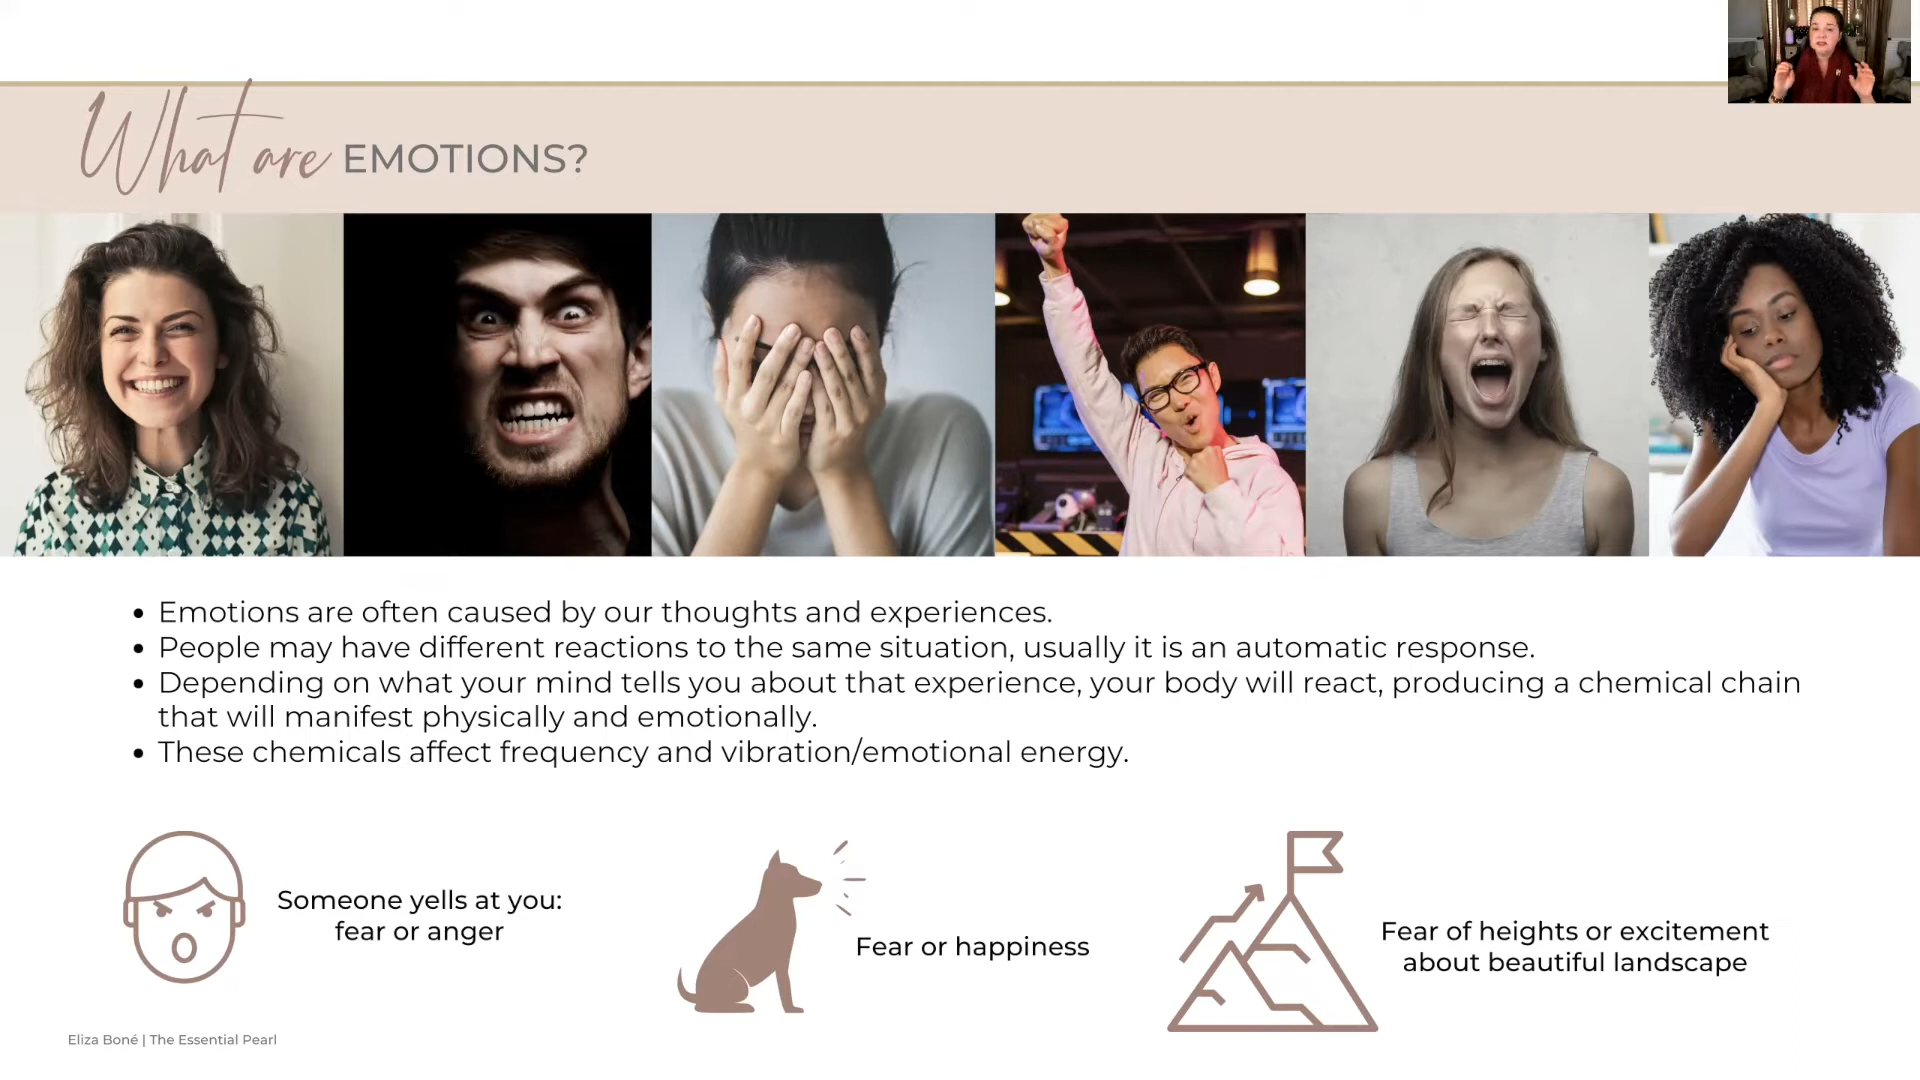 What are EMOTIONS?
• Emotions are often caused by our thoughts and experiences.
• People may have different reactions to the same situation, usually it is an automatic response.
• Depending on what your mind tells you about that experience, your body will react, producing a chemical chain
that will manifest physically and emotionally.
• These chemicals affect frequency and vibration/emotional energy.
Someone yells at you:
fear or anger
Fear or happiness
Fear of heights or excitement
about beautiful landscape
Eliza Boné | The Essential Pearl